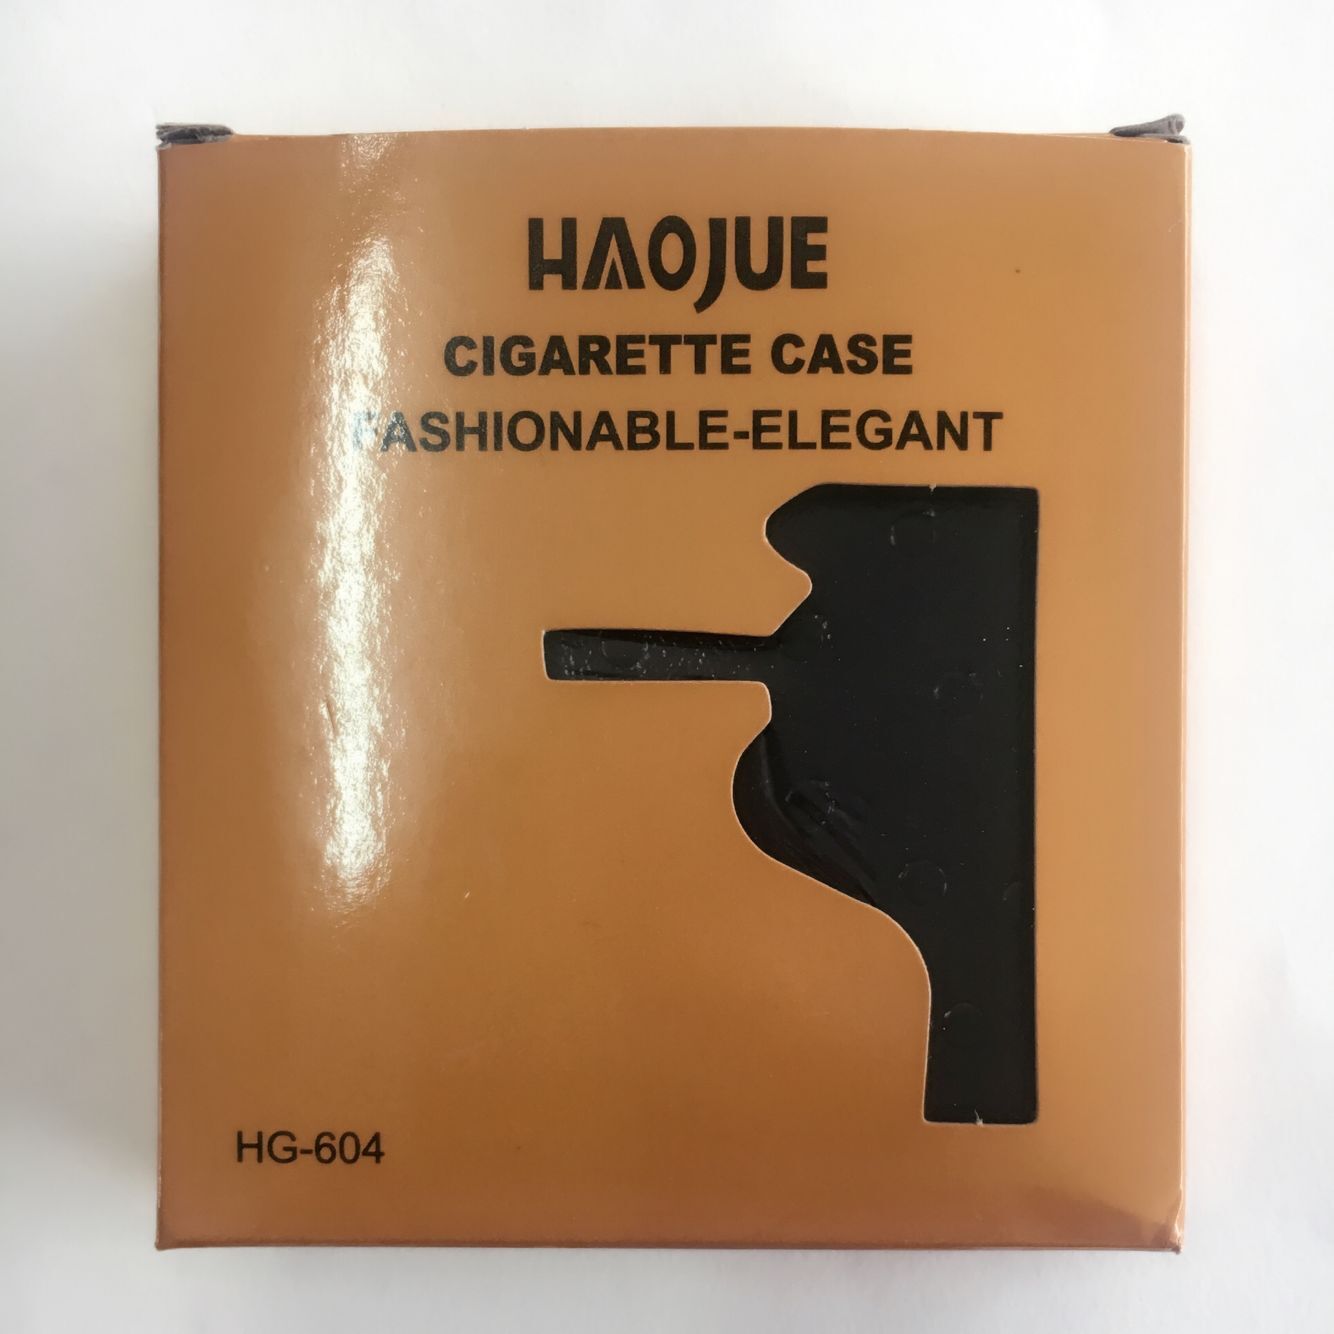 HAOJUE
CIGARETTE CASE
FASHIONABLE-ELEGANT
HG-604